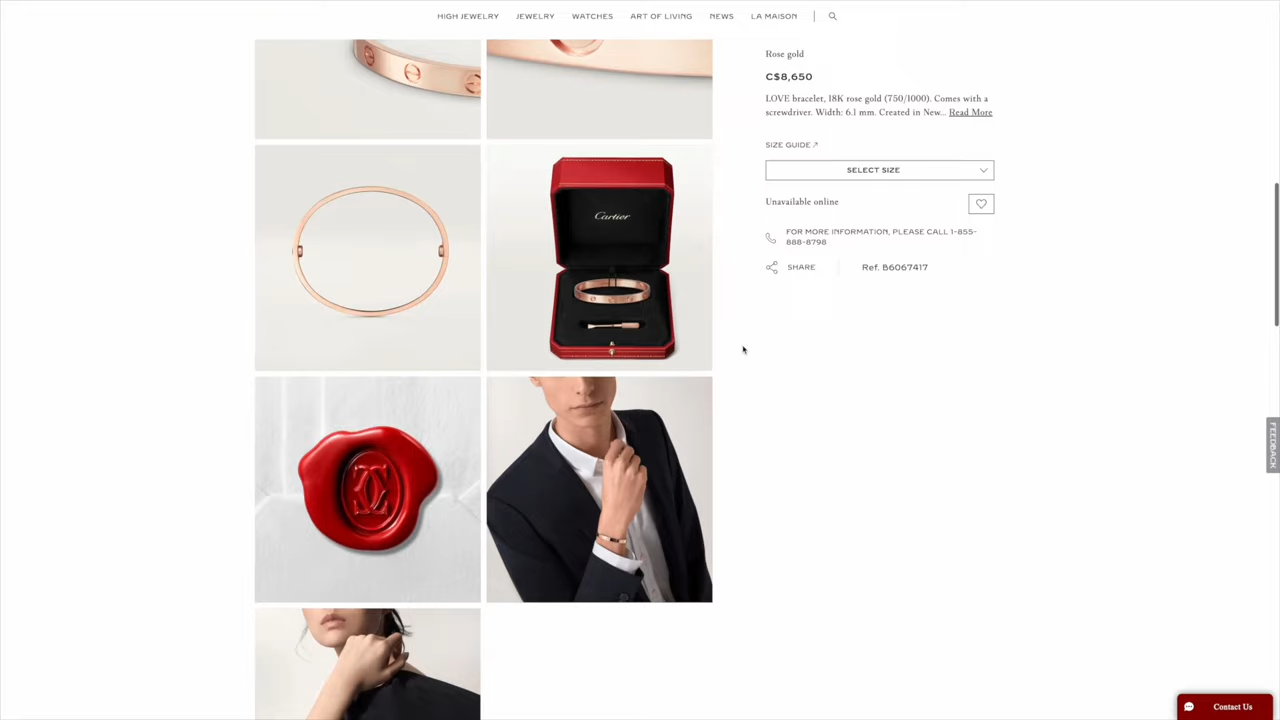 HIGH JEWELRY JEWELRY WATCHES ART OF LIVING NEWS LA MAISON
Rose gold
C$8,650
LOVE bracelet, 18K rose gold (750/1000). Comes with a
screwdriver. Width: 6.1 mm. Created in New... Read More
SIZE GUIDE
SELECT SIZE
Unavailable online
FOR MORE INFORMATION, PLEASE CALL 1-855-
888-8798
SHARE Ref. B6067417
Cartier
FEEDBACK
Contact Us